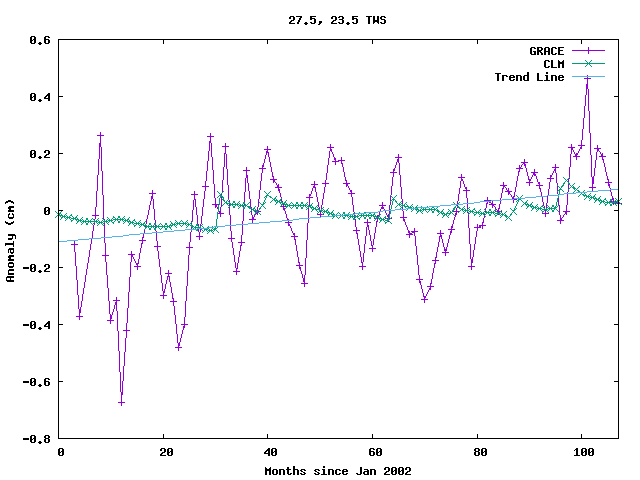 27.5, 23.5 TWS
GRACE
CLM
Trend Line
0.6
0.4
0.2
0
-0.2
-0.4
-0.6
-0.8
Anomaly (cm)
0 20 40 60 80 100
Months since Jan 2002